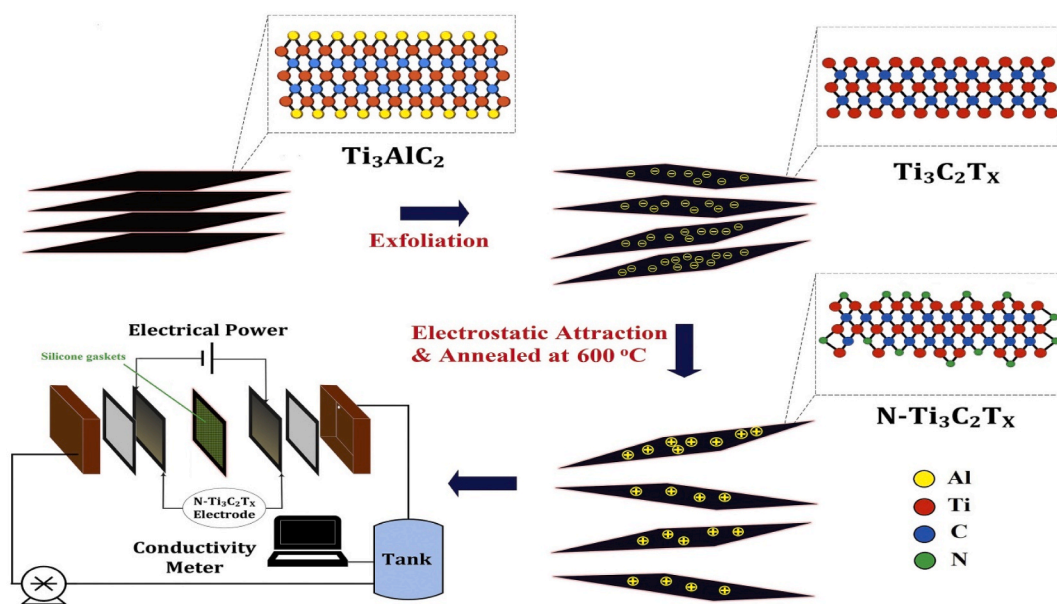 Ti₃AlC₂
Ti₃C₂Tₓ
Exfoliation
Electrostatic Attraction
& Annealed at 600 °C
Electrical Power
Silicone gaskets
N-Ti₃C₂Tₓ
N-Ti₃C₂Tₓ
Electrode
Conductivity
Meter
Tank
Al
Ti
C
N